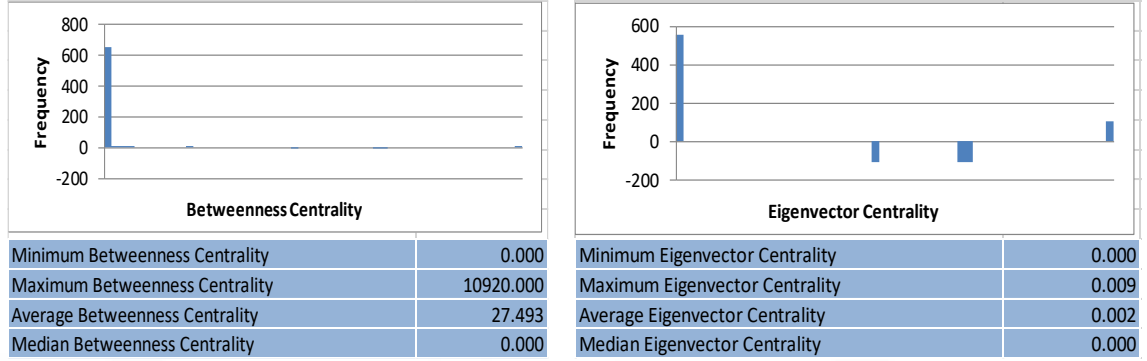 800
600
400
200
0
-200
Frequency
Betweenness Centrality
Minimum Betweenness Centrality 0.000
Maximum Betweenness Centrality 10920.000
Average Betweenness Centrality 27.493
Median Betweenness Centrality 0.000
600
400
200
0
-200
Frequency
Eigenvector Centrality
Minimum Eigenvector Centrality 0.000
Maximum Eigenvector Centrality 0.009
Average Eigenvector Centrality 0.002
Median Eigenvector Centrality 0.000